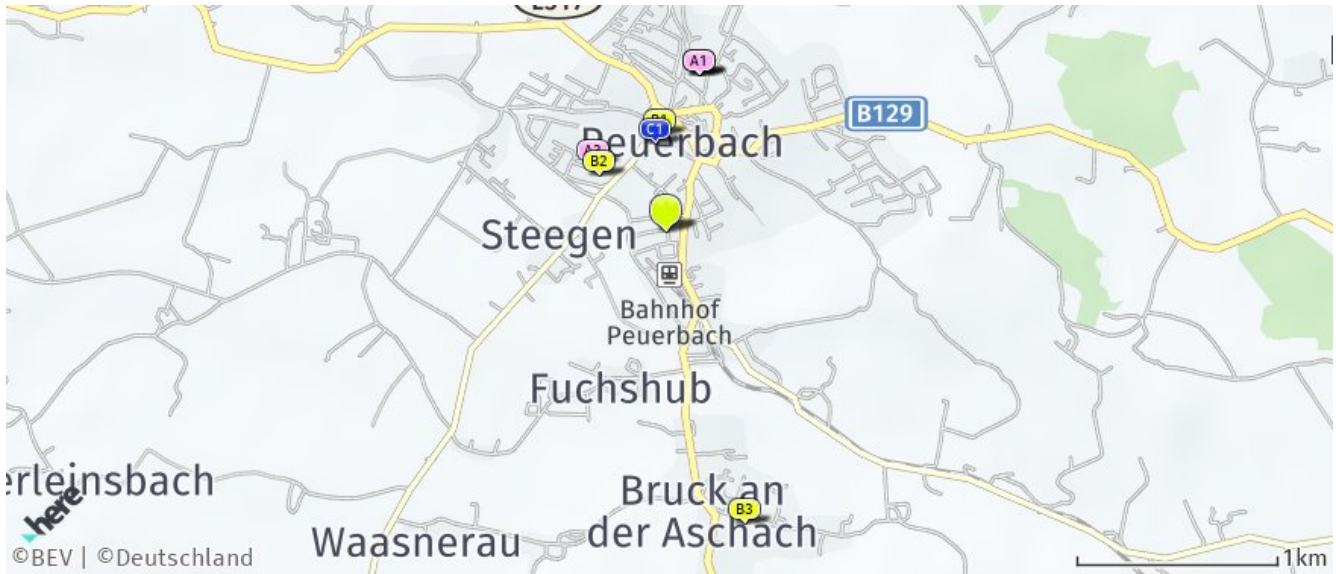 A1
C1
B129
Peuerbach
B2
Steegen
Bahnhof
Peuerbach
Fuchshub
erleinsbach
Bruck an
B3
der Aschach
Waasnerau
here
©BEV | ©Deutschland
1km